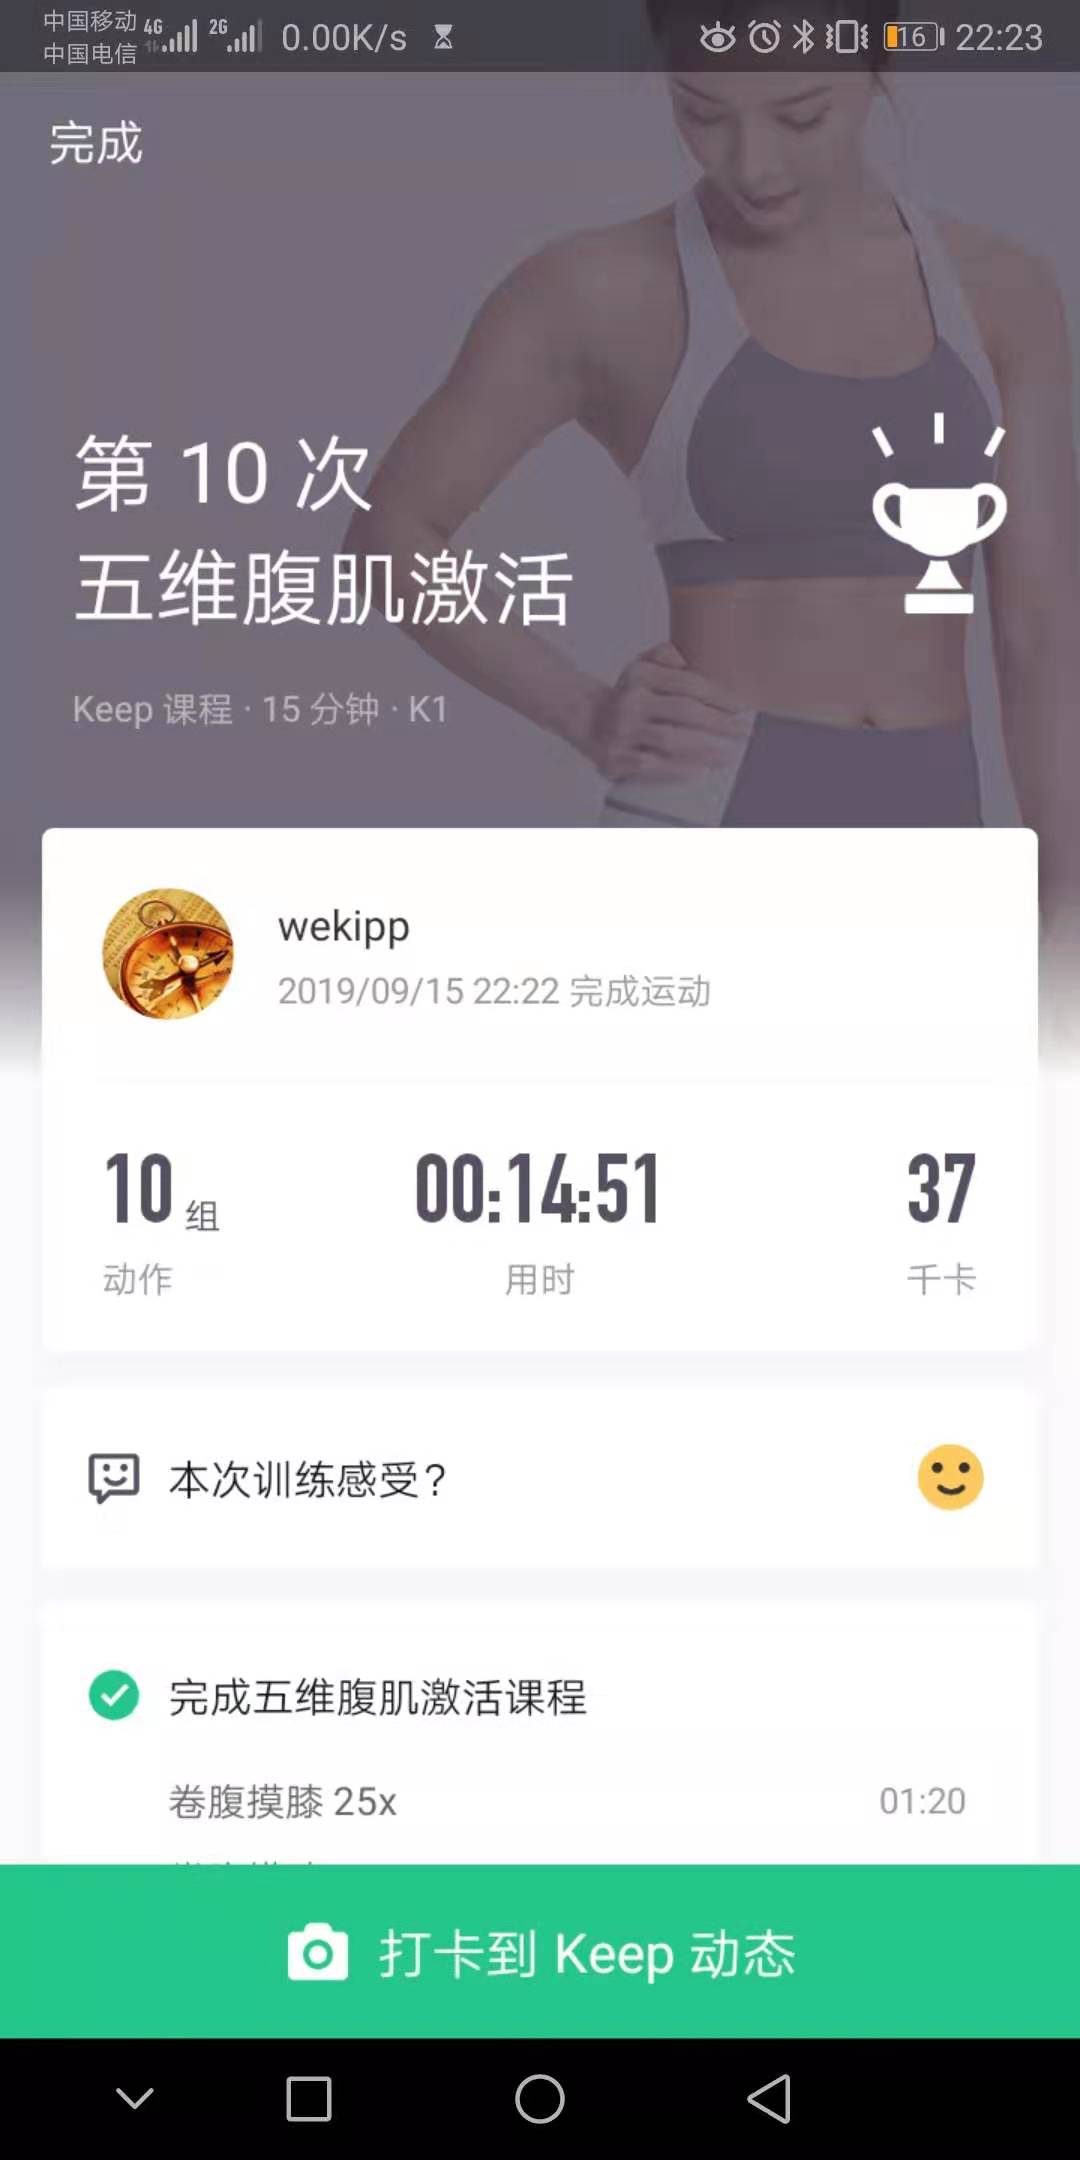 中国移动 4G 2G 0.00K/s 16 22:23
中国电信
完成
第 10 次
五维腹肌激活
Keep 课程 · 15 分钟 · K1
wekipp
2019/09/15 22:22 完成运动
10 组 00:14:51 37
动作 用时 千卡
本次训练感受?
完成五维腹肌激活课程
卷腹摸膝 25x 01:20
打卡到 Keep 动态